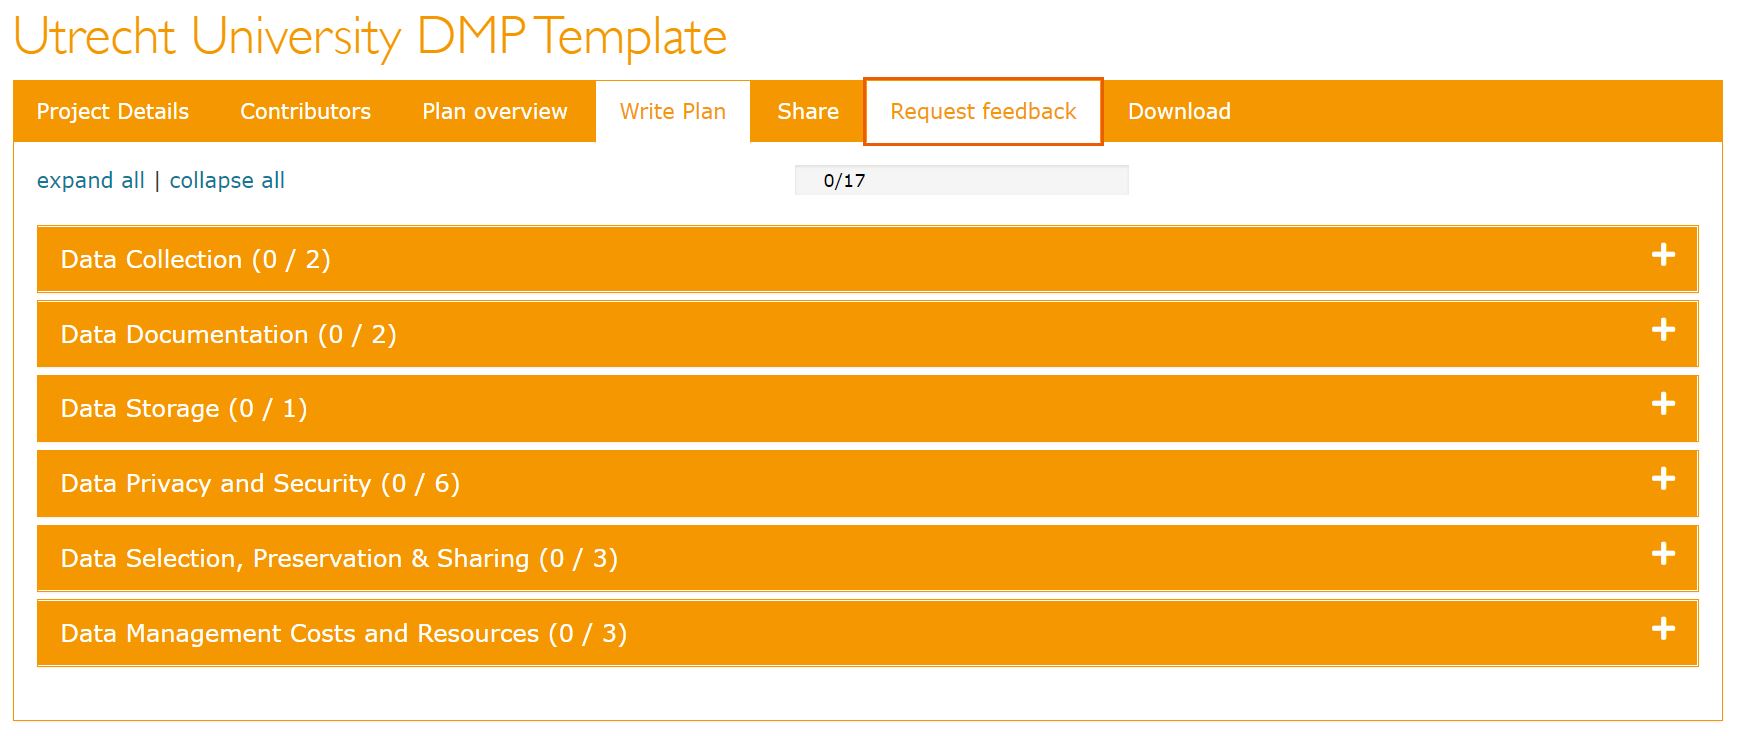 Utrecht University DMP Template
Project Details Contributors Plan overview Write Plan Share Request feedback Download
expand all | collapse all 0/17
Data Collection (0 / 2)
Data Documentation (0 / 2)
Data Storage (0 / 1)
Data Privacy and Security (0 / 6)
Data Selection, Preservation & Sharing (0 / 3)
Data Management Costs and Resources (0 / 3)